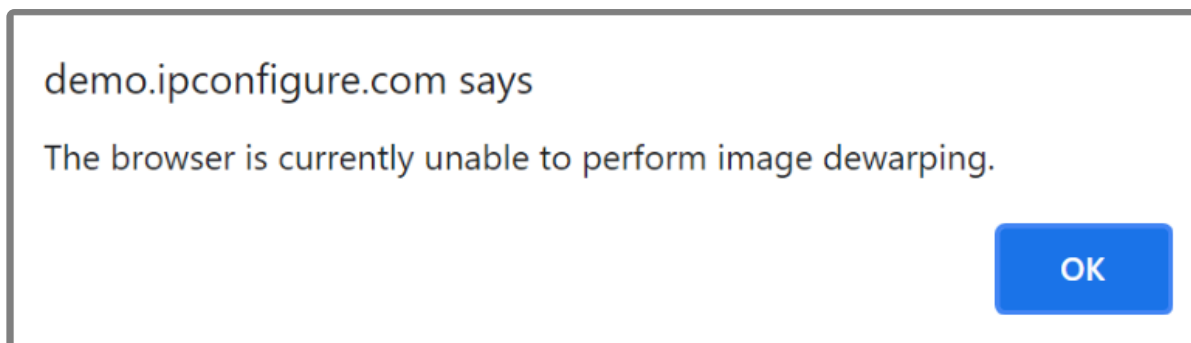 demo.ipconfigure.com says
The browser is currently unable to perform image dewarping.
OK